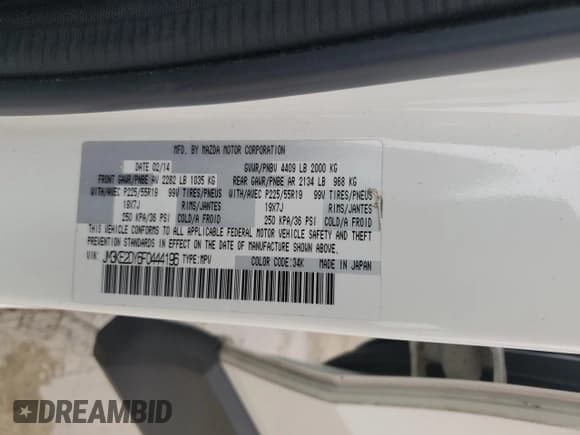 MFD. BY MAZDA MOTOR CORPORATION
DATE 02/14 GVWR/PNBV 4409 LB 2000 KG
FRONT GAWR/PNBE AV 2282 LB 1035 KG REAR GAWR/PNBE AR 2134 LB 968 KG
WITH/AVEC P225/55R19 99V TIRES/PNEUS WITH/AVEC P225/55R19 99V TIRES/PNEUS
19X7J RIMS/JANTES 19X7J RIMS/JANTES
250 KPA/36 PSI COLD/A FROID 250 KPA/36 PSI COLD/A FROID
THIS VEHICLE CONFORMS TO ALL APPLICABLE FEDERAL MOTOR VEHICLE SAFETY AND THEFT
PREVENTION STANDARDS IN EFFECT ON THE DATE OF MANUFACTURE SHOWN ABOVE.
VIN: JM3KE2DY6F0444196 TYPE: MPV COLOR CODE: 34K MADE IN JAPAN
DREAMBID